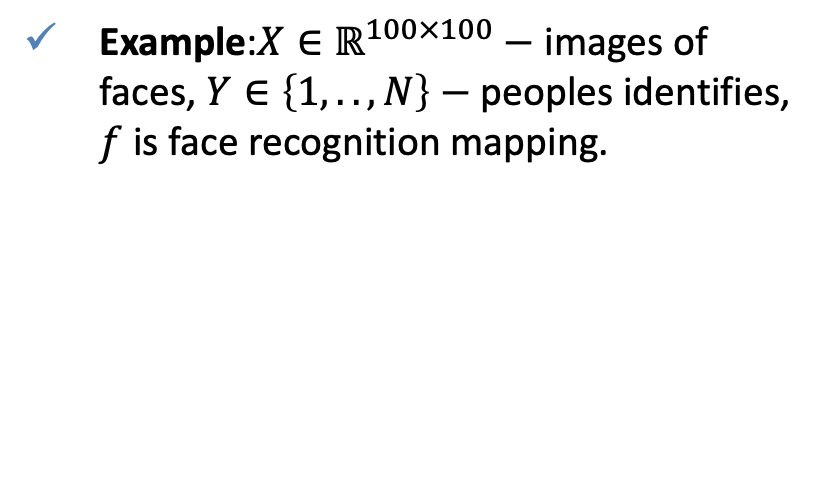 ✓ Example:X ∈ ℝ^{100×100} – images of
faces, Y ∈ {1,..,N} – peoples identifies,
f is face recognition mapping.